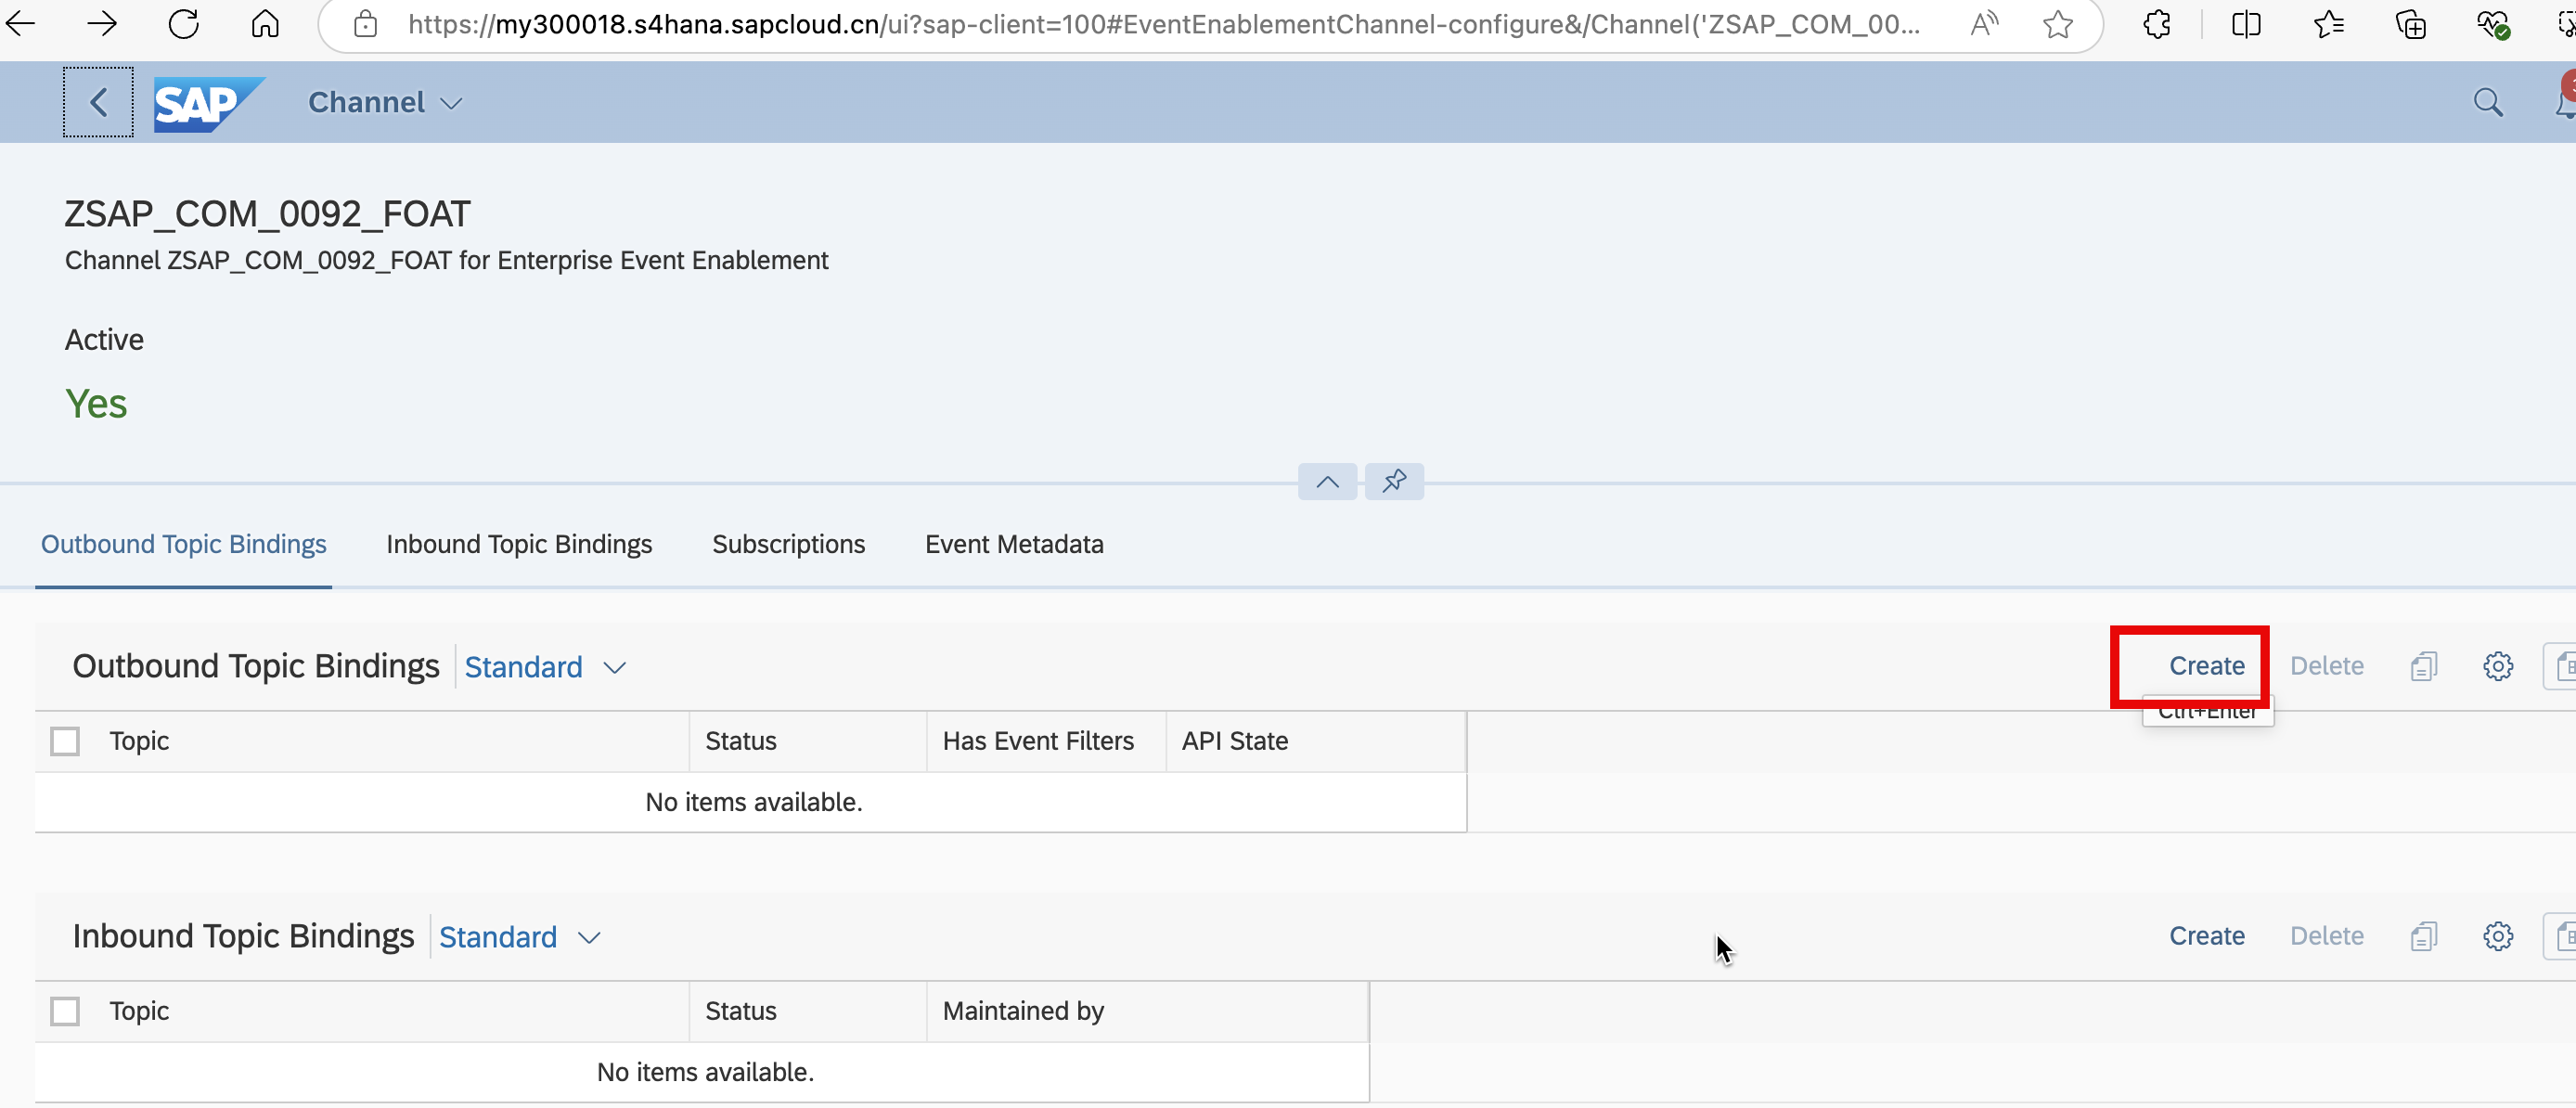 https://my300018.s4hana.sapcloud.cn/ui?sap-client=100#EventEnablementChannel-configure&/Channel('ZSAP_COM_00...
SAP Channel
ZSAP_COM_0092_FOAT
Channel ZSAP_COM_0092_FOAT for Enterprise Event Enablement
Active
Yes
Outbound Topic Bindings Inbound Topic Bindings Subscriptions Event Metadata
Outbound Topic Bindings Standard Create Delete
Ctrl+Enter
Topic Status Has Event Filters API State
No items available.
Inbound Topic Bindings Standard Create Delete
Topic Status Maintained by
No items available.